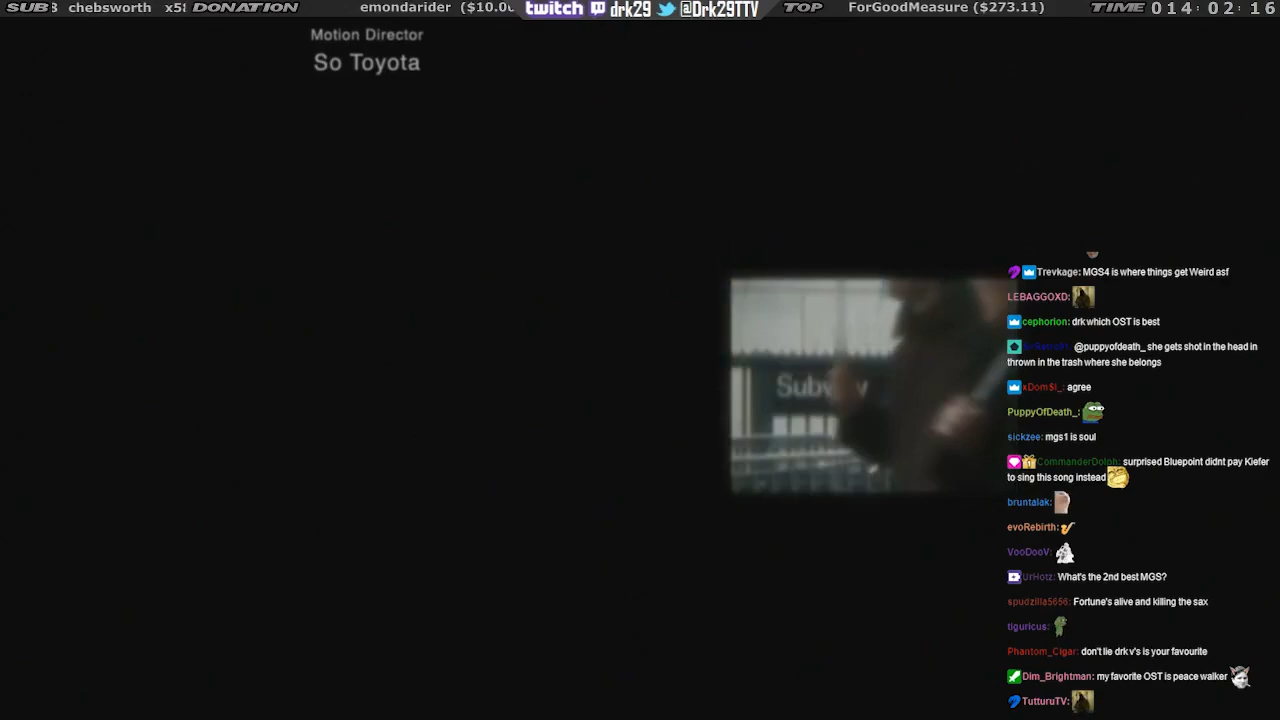 SUB chebsworth x5 DONATION emondarider ($10.0 twitch drk29 @Drk29TTV TOP ForGoodMeasure ($273.11) TIME 014:02:16
Motion Director
So Toyota
Subway
Trevkage: MGS4 is where things get Weird asf
LEBAGGOXD:
cephorion: drk which OST is best
@puppyofdeath_ she gets shot in the head in
thrown in the trash where she belongs
xDom$l_: agree
PuppyOfDeath_:
sickzee: mgs1 is soul
CommanderDolph: surprised Bluepoint didnt pay Kiefer
to sing this song instead
bruntalak:
evoRebirth:
VooDooV:
UrHotz: What's the 2nd best MGS?
spudzilla5656: Fortune's alive and killing the sax
tiguricus:
Phantom_Cigar: don't lie drk v's is your favourite
Dim_Brightman: my favorite OST is peace walker
TutturuTV: